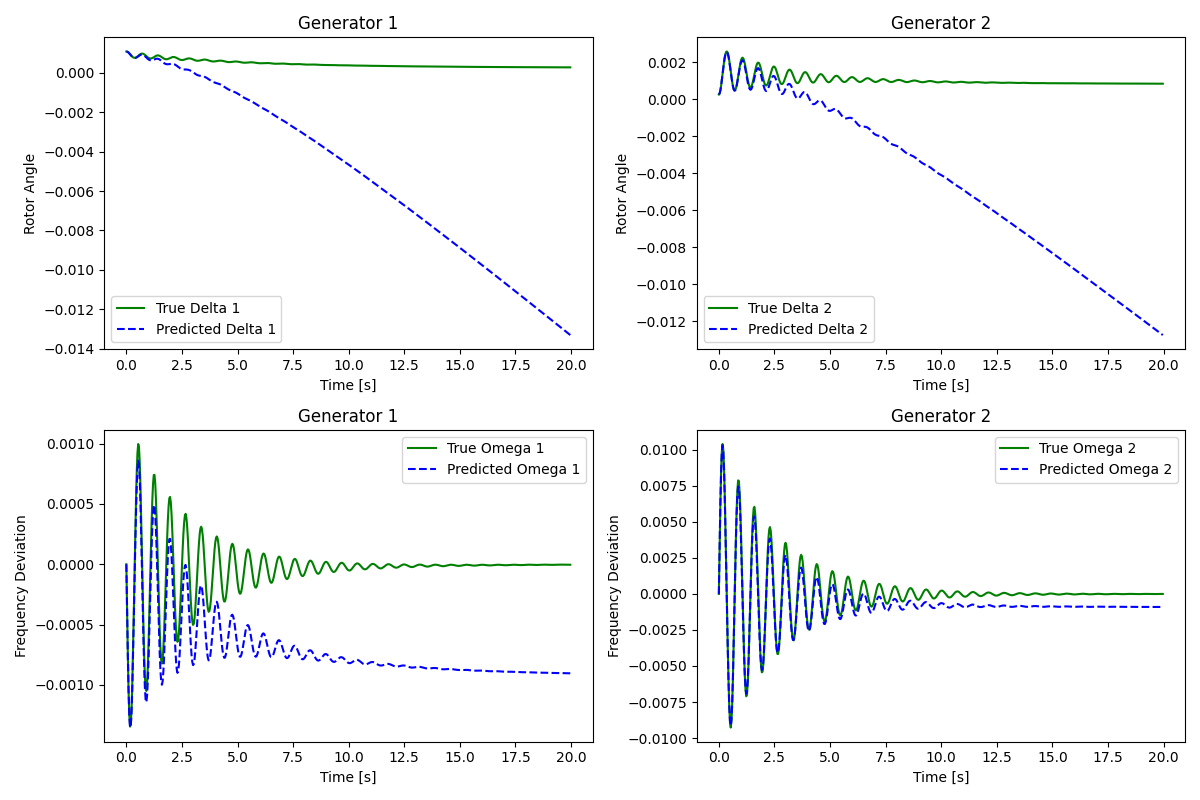 Generator 1
Rotor Angle
0.000
−0.002
−0.004
−0.006
−0.008
−0.010
−0.012
−0.014
True Delta 1
Predicted Delta 1
0.0 2.5 5.0 7.5 10.0 12.5 15.0 17.5 20.0
Time [s]
Generator 2
Rotor Angle
0.002
0.000
−0.002
−0.004
−0.006
−0.008
−0.010
−0.012
True Delta 2
Predicted Delta 2
0.0 2.5 5.0 7.5 10.0 12.5 15.0 17.5 20.0
Time [s]
Generator 1
Frequency Deviation
0.0010
0.0005
0.0000
−0.0005
−0.0010
True Omega 1
Predicted Omega 1
0.0 2.5 5.0 7.5 10.0 12.5 15.0 17.5 20.0
Time [s]
Generator 2
Frequency Deviation
0.0100
0.0075
0.0050
0.0025
0.0000
−0.0025
−0.0050
−0.0075
−0.0100
True Omega 2
Predicted Omega 2
0.0 2.5 5.0 7.5 10.0 12.5 15.0 17.5 20.0
Time [s]